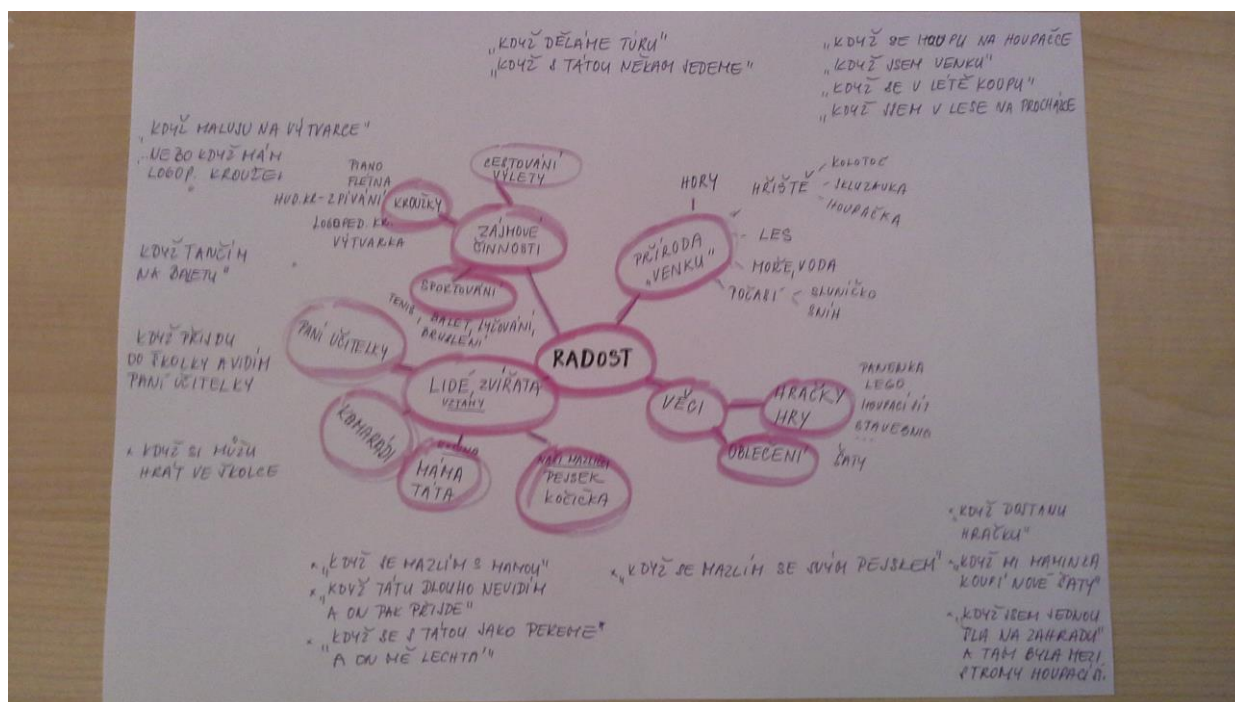 „KDYŽ DĚLÁME TÚRU"
„KDYŽ S TÁTOU NĚKAM JEDEME"
„KDYŽ SE HOUPU NA HOUPAČCE
„KDYŽ JSEM VENKU"
„KDYŽ SE V LÉTĚ KOUPU"
„KDYŽ JSEM V LESE NA PROCHÁZCE
„KDYŽ MALUJU NA VÝTVARCE"
NEBO KDYŽ MÁM
LOGOP. KROUŽEK
KDYŽ TANČÍM
NA BALETU"
KDYŽ PŘIJDU
DO ŠKOLKY A VIDÍM
PANÍ UČITELKY
KDYŽ SI MŮŽU
HRÁT VE ŠKOLCE
PIANO
FLÉTNA
HUD. KR - ZPÍVÁNÍ
LOGOPED. KR.
VÝTVARKA
KROUŽKY
CESTOVÁNÍ
VÝLETY
ZÁJMOVÉ
ČINNOSTI
SPORTOVÁNÍ
TENIS, BALET, LYŽOVÁNÍ,
BRUSLENÍ
HORY
HŘIŠTĚ
KOLOTOČ
- SKLUZAVKA
HOUPAČKA
PŘÍRODA
„VENKU"
LES
MOŘE, VODA
POČASÍ
SLUNÍČKO
SNÍH
RADOST
PANÍ UČITELKY
LIDÉ, ZVÍŘATA
VZTAHY
KAMARÁDI
RODINA
MÁMA
TÁTA
NAŠI MAZLÍČCI
PEJSEK
KOČIČKA
VĚCI
HRAČKY
HRY
PANENKA
LEGO
HOUPACÍ SÍŤ
STAVEBNIC
OBLEČENÍ
ŠATY
„KDYŽ SE MAZLÍM S MAMOU"
„KDYŽ TÁTU DLOUHO NEVIDÍM
A ON PAK PŘIJDE"
„KDYŽ SE S TÁTOU JAKO PEREME"
A ON MĚ LECHTÁ"
„KDYŽ SE MAZLÍM SE SVÝM PEJSKEM"
„KDYŽ DOSTANU
HRAČKU"
„KDYŽ MI MAMINKA
KOUPÍ NOVÉ ŠATY"
„KDYŽ JSEM JEDNOU
ŠLA NA ZAHRADU"
A TAM BYLA MEZI
STROMY HOUPACÍ S.